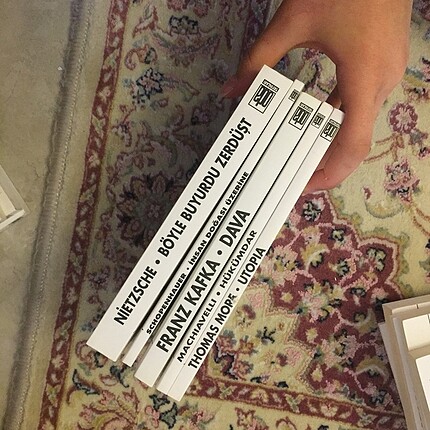 NIETZSCHE • BÖYLE BUYURDU ZERDÜŞT
SCHOPENHAUER • İNSAN DOĞASI ÜZERİNE
FRANZ KAFKA • DAVA
MACHIAVELLI • HÜKÜMDAR
THOMAS MORE • UTOPIA